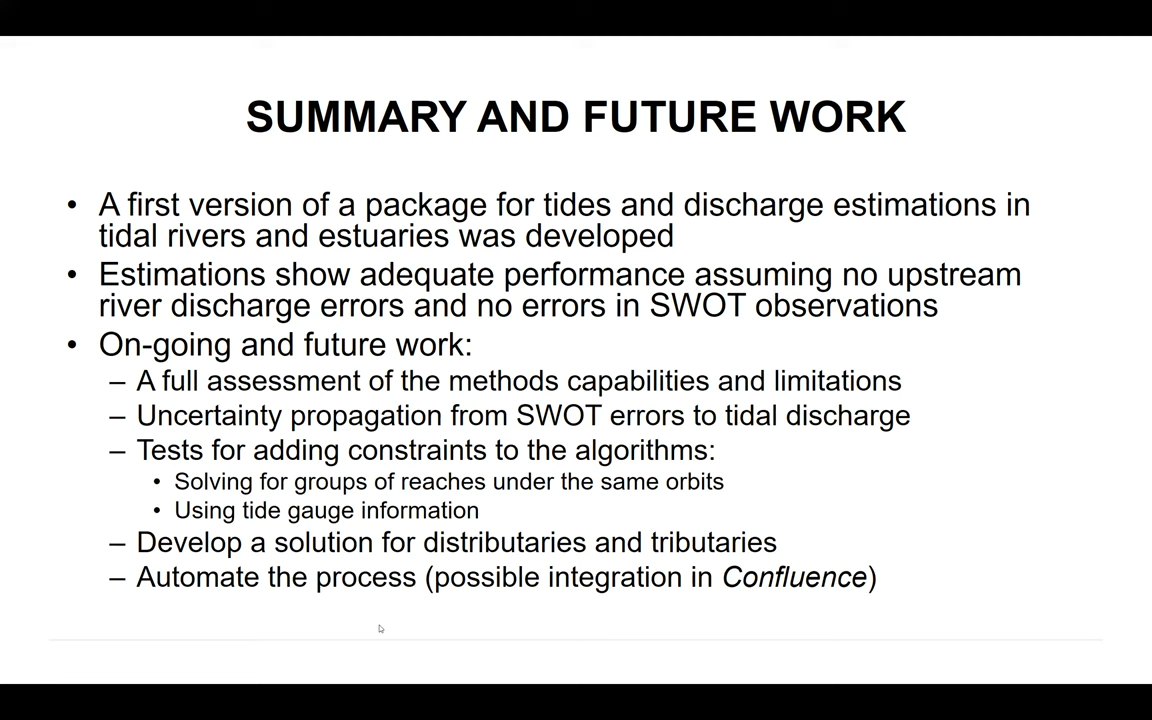 SUMMARY AND FUTURE WORK
• A first version of a package for tides and discharge estimations in
tidal rivers and estuaries was developed
• Estimations show adequate performance assuming no upstream
river discharge errors and no errors in SWOT observations
• On-going and future work:
– A full assessment of the methods capabilities and limitations
– Uncertainty propagation from SWOT errors to tidal discharge
– Tests for adding constraints to the algorithms:
• Solving for groups of reaches under the same orbits
• Using tide gauge information
– Develop a solution for distributaries and tributaries
– Automate the process (possible integration in Confluence)